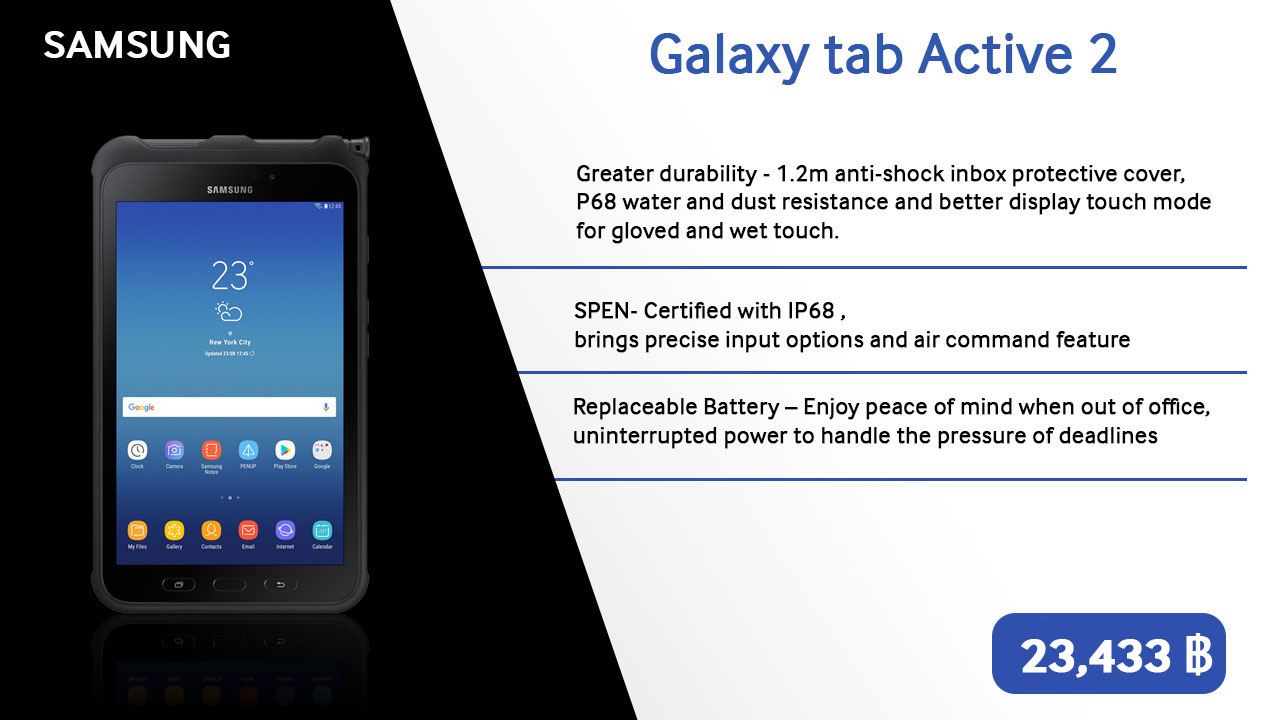 SAMSUNG
Galaxy tab Active 2
Greater durability - 1.2m anti-shock inbox protective cover,
P68 water and dust resistance and better display touch mode
for gloved and wet touch.
SPEN- Certified with IP68 ,
brings precise input options and air command feature
Replaceable Battery – Enjoy peace of mind when out of office,
uninterrupted power to handle the pressure of deadlines
23,433 ฿
SAMSUNG
12:45
23°
New York City
Updated 23/08 12:45
Google
Clock Camera Samsung Notes PENUP Play Store Google
My Files Gallery Contacts Email Internet Calendar